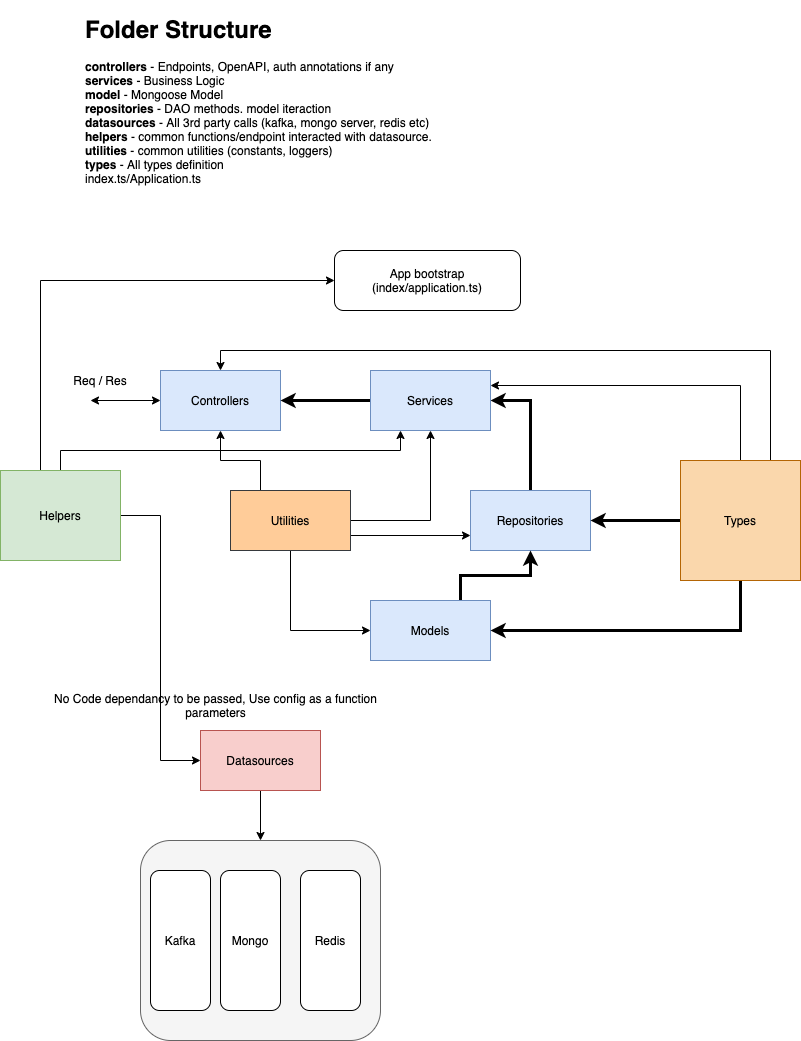 Folder Structure
controllers - Endpoints, OpenAPI, auth annotations if any
services - Business Logic
model - Mongoose Model
repositories - DAO methods. model iteraction
datasources - All 3rd party calls (kafka, mongo server, redis etc)
helpers - common functions/endpoint interacted with datasource.
utilities - common utilities (constants, loggers)
types - All types definition
index.ts/Application.ts
App bootstrap
(index/application.ts)
Req / Res
Controllers
Services
Helpers
Utilities
Repositories
Types
Models
No Code dependancy to be passed, Use config as a function
parameters
Datasources
Kafka
Mongo
Redis